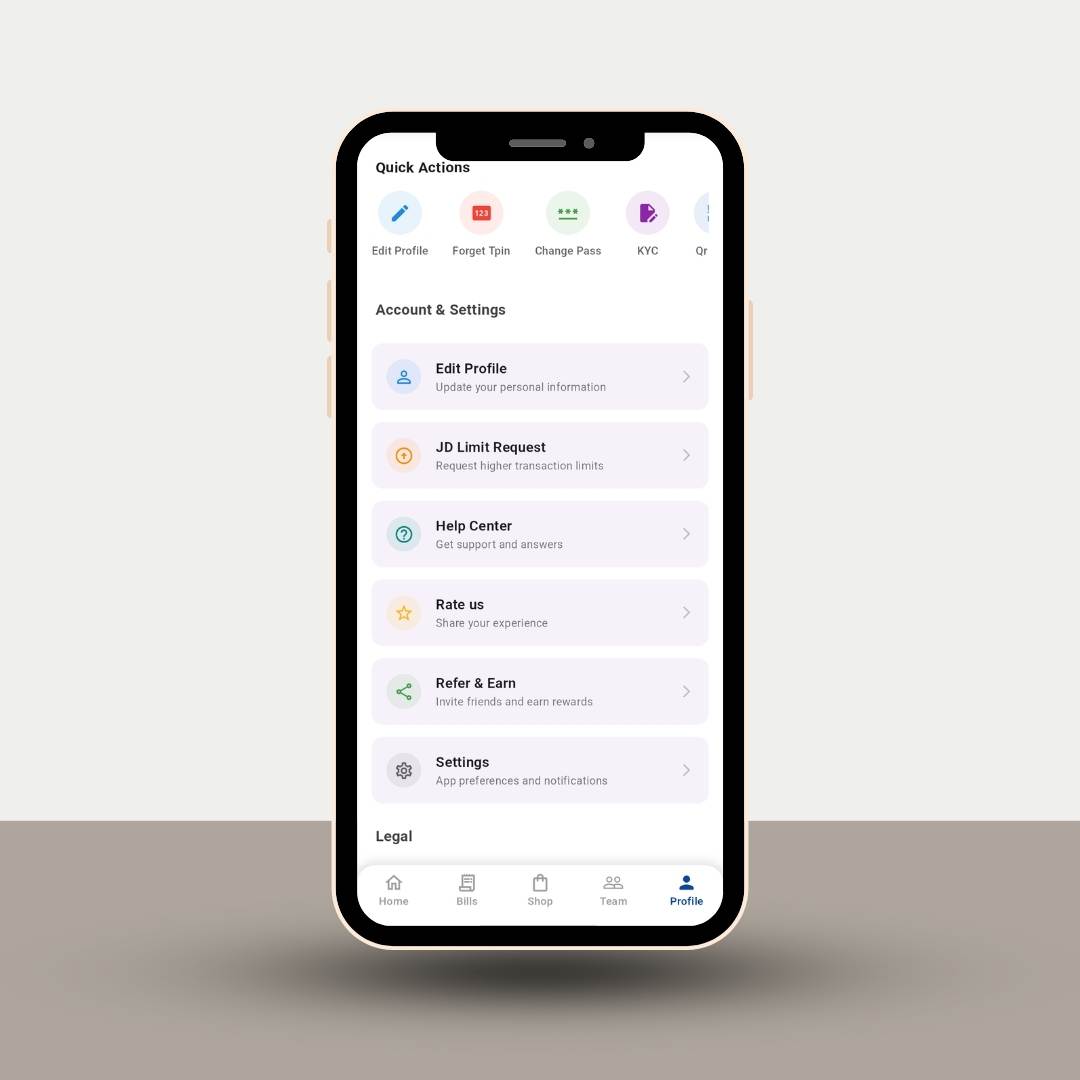 Quick Actions
123
***
Edit Profile
Forget Tpin
Change Pass
KYC
Qr
Account & Settings
Edit Profile
Update your personal information
JD Limit Request
Request higher transaction limits
Help Center
Get support and answers
Rate us
Share your experience
Refer & Earn
Invite friends and earn rewards
Settings
App preferences and notifications
Legal
Home
Bills
Shop
Team
Profile